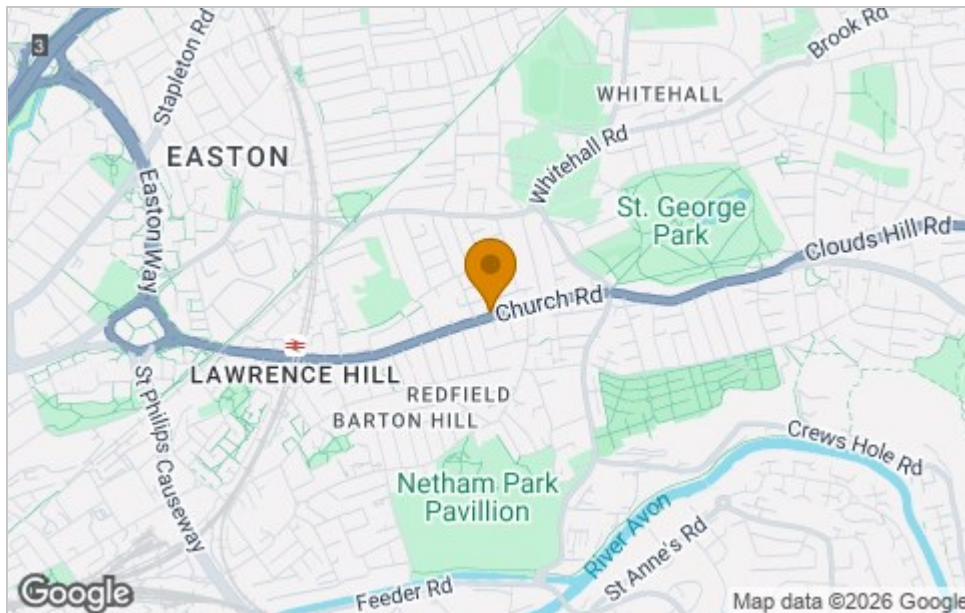 3
Stapleton Rd
Brook Rd
WHITEHALL
EASTON
Whitehall Rd
Easton Way
St. George
Park
Clouds Hill Rd
Church Rd
LAWRENCE HILL
REDFIELD
BARTON HILL
St Phillips Causeway
Crews Hole Rd
Netham Park
Pavillion
River Avon
St Anne's Rd
Feeder Rd
Google
Map data ©2026 Google